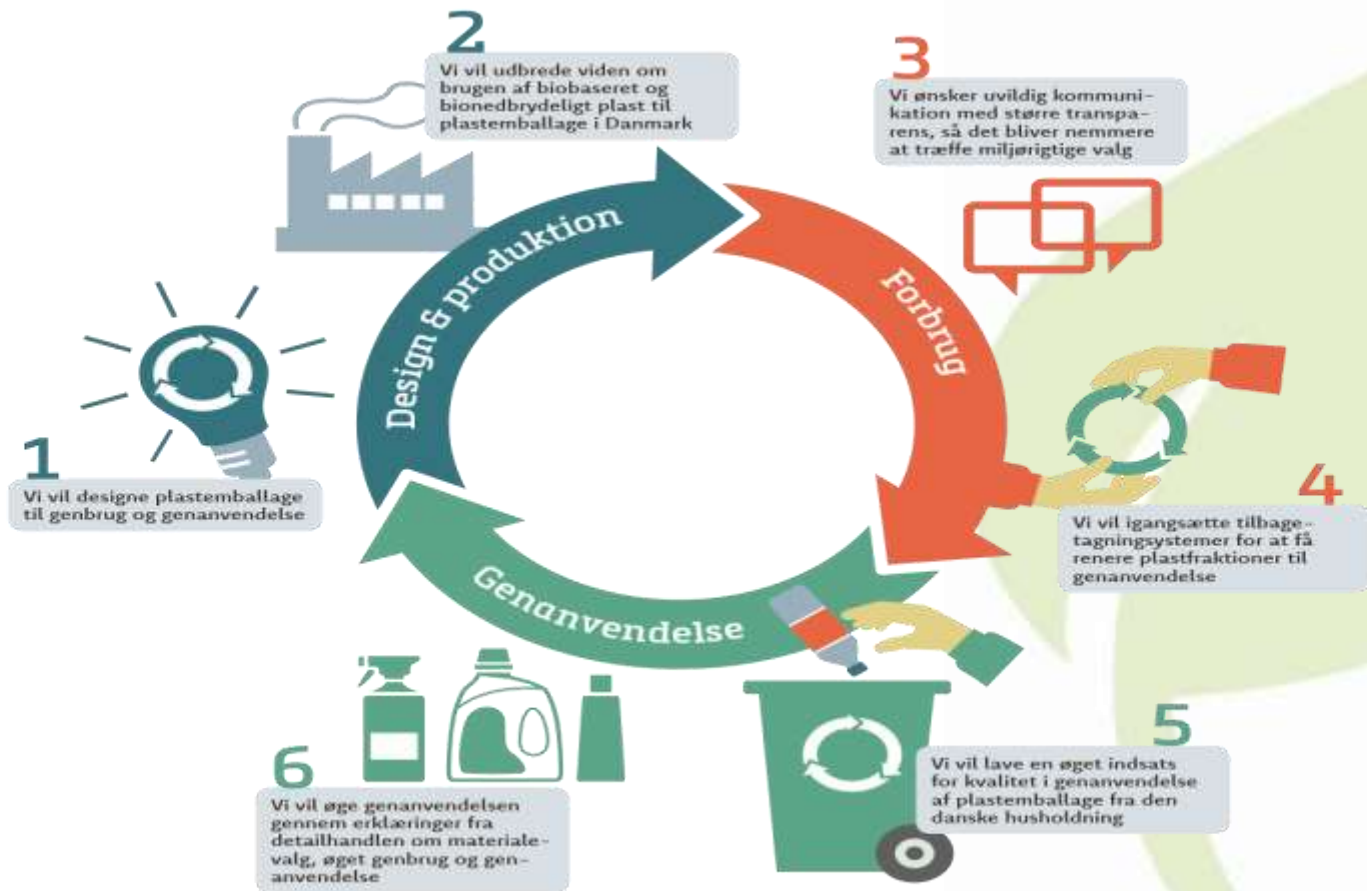 2
Vi vil udbrede viden om
brugen af biobaseret og
bionedbrydeligt plast til
plastemballage i Danmark
3
Vi ønsker uvildig kommuni-
kation med større transpa-
rens, så det bliver nemmere
at træffe miljørigtige valg
Design & produktion
Forbrug
1
Vi vil designe plastemballage
til genbrug og genanvendelse
4
Vi vil igangsætte tilbage-
tagningsystemer for at få
renere plastfraktioner til
genanvendelse
Genanvendelse
5
Vi vil lave en øget indsats
for kvalitet i genanvendelse
af plastemballage fra den
danske husholdning
6
Vi vil øge genanvendelsen
gennem erklæringer fra
detailhandlen om materiale-
valg, øget genbrug og gen-
anvendelse